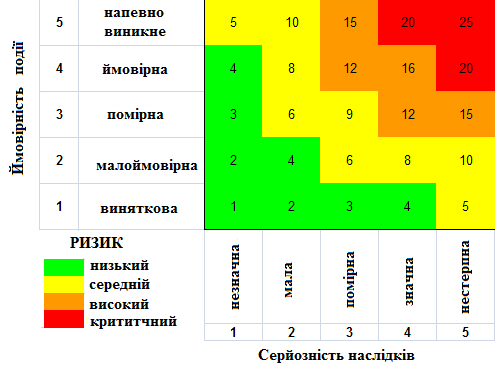 Ймовірність події
5 напевно виникне 5 10 15 20 25
4 ймовірна 4 8 12 16 20
3 помірна 3 6 9 12 15
2 малоймовірна 2 4 6 8 10
1 виняткова 1 2 3 4 5
РИЗИК
низький
середній
високий
крититчний
незначна мала помірна значна нестерпна
1 2 3 4 5
Серйозність наслідків